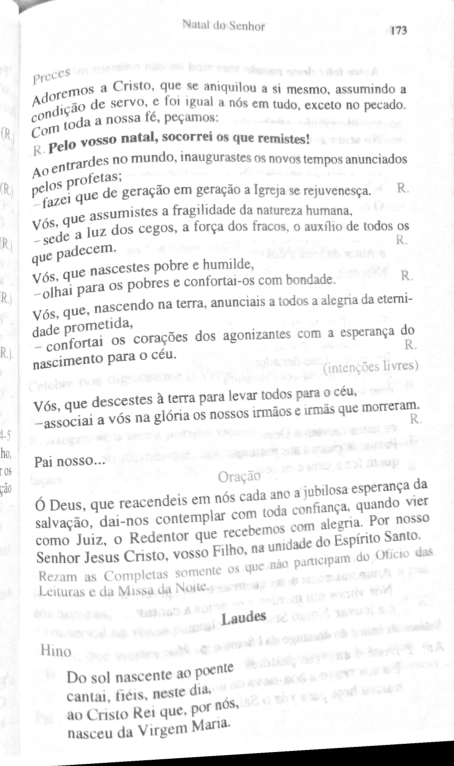 Natal do Senhor
173
Preces
Adoremos a Cristo, que se aniquilou a si mesmo, assumindo a
condição de servo, e foi igual a nós em tudo, exceto no pecado.
Com toda a nossa fé, peçamos:
R. Pelo vosso natal, socorrei os que remistes!
Ao entrardes no mundo, inaugurastes os novos tempos anunciados
pelos profetas;
– fazei que de geração em geração a Igreja se rejuvenesça. R.
Vós, que assumistes a fragilidade da natureza humana,
– sede a luz dos cegos, a força dos fracos, o auxílio de todos os
que padecem. R.
Vós, que nascestes pobre e humilde,
– olhai para os pobres e confortai-os com bondade. R.
Vós, que, nascendo na terra, anunciais a todos a alegria da eterni-
dade prometida,
– confortai os corações dos agonizantes com a esperança do
nascimento para o céu. R.
(intenções livres)
Vós, que descestes à terra para levar todos para o céu,
– associai a vós na glória os nossos irmãos e irmãs que morreram.
R.
Pai nosso...
Oração
Ó Deus, que reacendeis em nós cada ano a jubilosa esperança da
salvação, dai-nos contemplar com toda confiança, quando vier
como Juiz, o Redentor que recebemos com alegria. Por nosso
Senhor Jesus Cristo, vosso Filho, na unidade do Espírito Santo.
Rezam as Completas somente os que não participam do Ofício das
Leituras e da Missa da Noite.
Laudes
Hino
Do sol nascente ao poente
cantai, fiéis, neste dia,
ao Cristo Rei que, por nós,
nasceu da Virgem Maria.